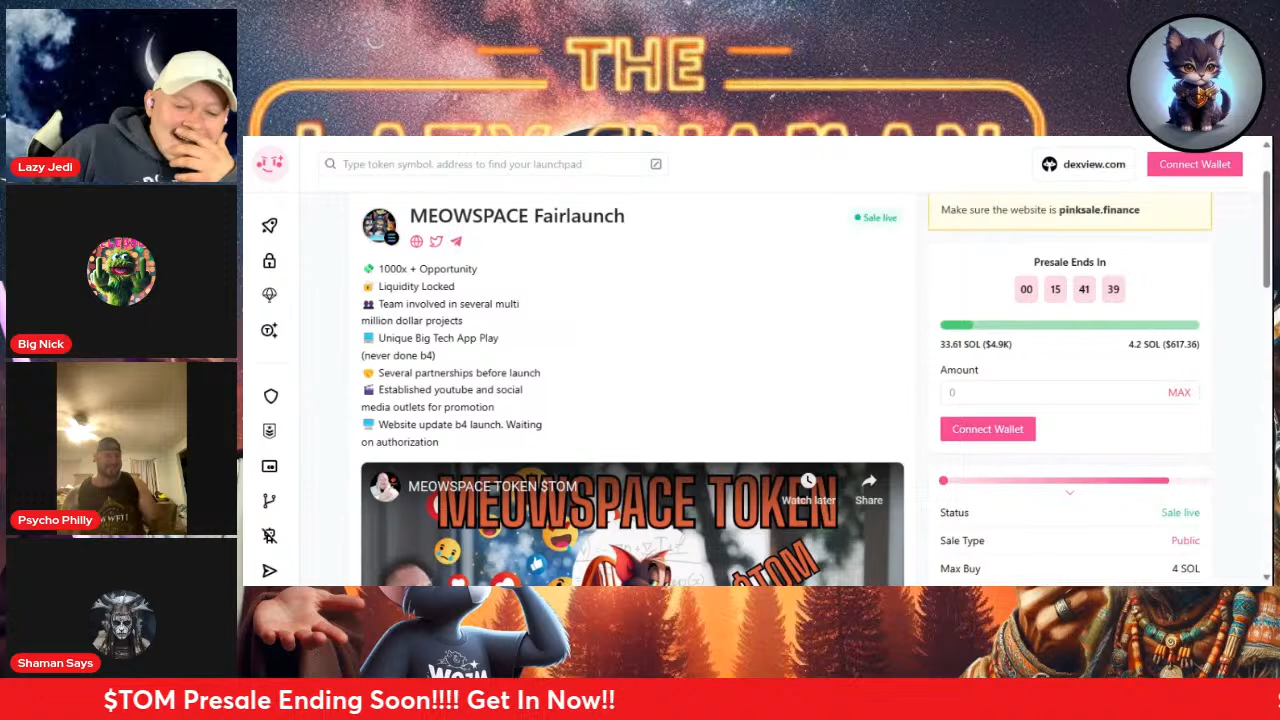 THE
LAZY SHAMAN
Lazy Jedi
Big Nick
Psycho Philly
Shaman Says
Type token symbol, address to find your launchpad
dexview.com
Connect Wallet
MEOWSPACE Fairlaunch
Sale live
1000x + Opportunity
Liquidity Locked
Team involved in several multi
million dollar projects
Unique Big Tech App Play
(never done b4)
Several partnerships before launch
Established youtube and social
media outlets for promotion
Website update b4 launch. Waiting
on authorization
MEOWSPACE TOKEN $TOM
Watch later
Share
MEOWSPACE TOKEN
$TOM
Make sure the website is pinksale.finance
Presale Ends In
00 15 41 39
33.61 SOL ($4.9K) 4.2 SOL ($617.36)
Amount
0 MAX
Connect Wallet
Status Sale live
Sale Type Public
Max Buy 4 SOL
$TOM Presale Ending Soon!!!! Get In Now!!